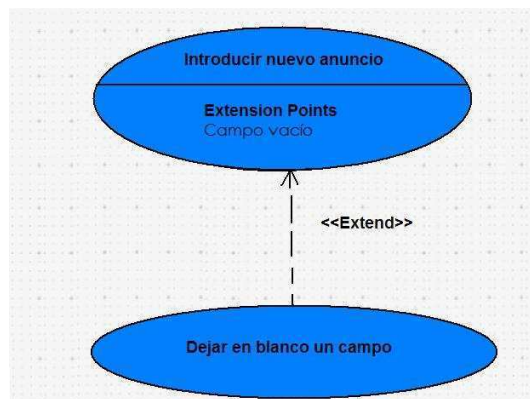 Introducir nuevo anuncio
Extension Points
Campo vacío
<<Extend>>
Dejar en blanco un campo